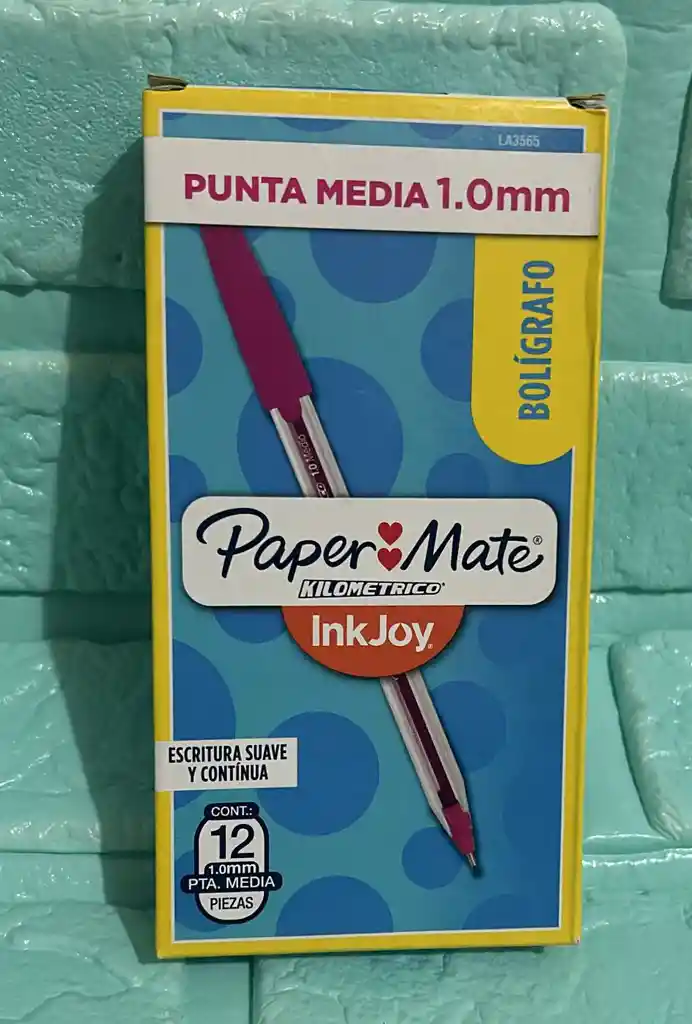 LA3565
PUNTA MEDIA 1.0mm
BOLÍGRAFO
1.0 Medio
Paper Mate®
KILOMETRICO®
InkJoy®
ESCRITURA SUAVE
Y CONTÍNUA
CONT.:
12
1.0mm
PTA. MEDIA
PIEZAS